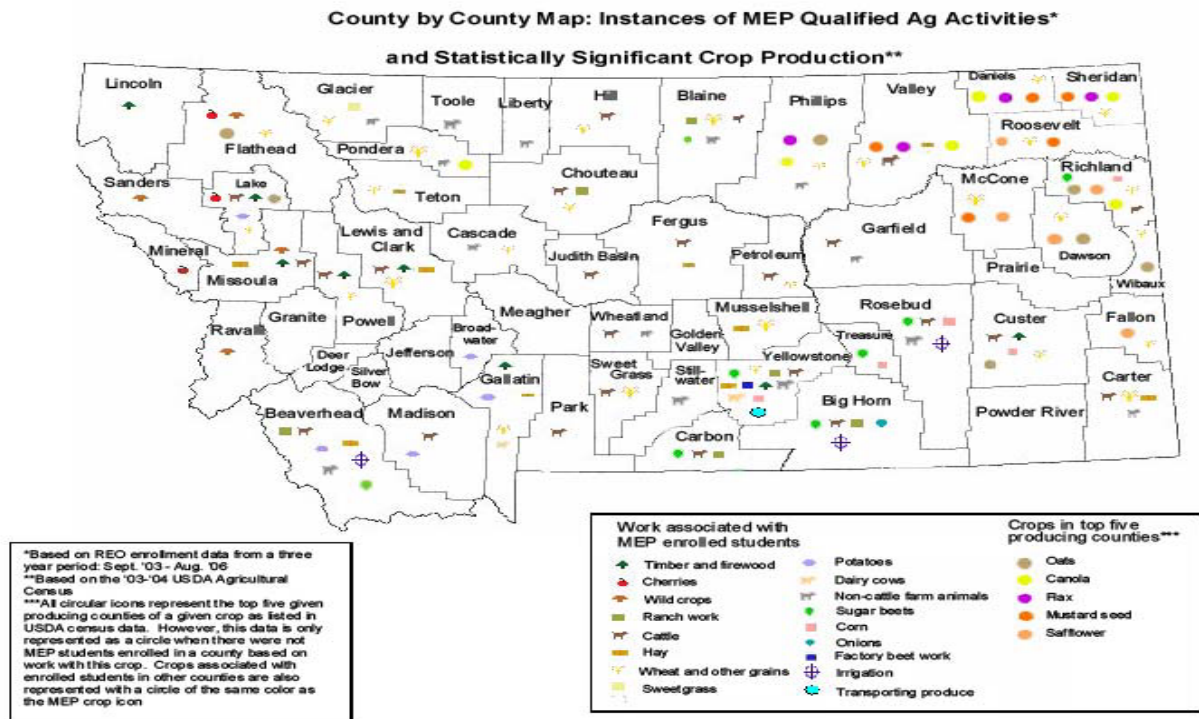 County by County Map: Instances of MEP Qualified Ag Activities*
and Statistically Significant Crop Production**
Lincoln
Glacier
Toole
Liberty
Hill
Blaine
Phillips
Valley
Daniels
Sheridan
Flathead
Pondera
Roosevelt
Sanders
Lake
Teton
Chouteau
McCone
Richland
Mineral
Missoula
Lewis and
Clark
Cascade
Judith Basin
Fergus
Petroleum
Garfield
Prairie
Dawson
Wibaux
Ravalli
Granite
Powell
Meagher
Wheatland
Golden
Valley
Musselshell
Rosebud
Treasure
Custer
Fallon
Deer
Lodge
Silver
Bow
Jefferson
Broad-
water
Gallatin
Sweet
Grass
Still-
water
Yellowstone
Carter
Beaverhead
Madison
Park
Carbon
Big Horn
Powder River
*Based on REO enrollment data from a three
year period: Sept. '03 - Aug. '06
**Based on the '03-'04 USDA Agricultural
Census
***All circular icons represent the top five given
producing counties of a given crop as listed in
USDA census data. However, this data is only
represented as a circle when there were not
MEP students enrolled in a county based on
work with this crop. Crops associated with
enrolled students in other counties are also
represented with a circle of the same color as
the MEP crop icon
Work associated with
MEP enrolled students
Timber and firewood
Cherries
Wild crops
Ranch work
Cattle
Hay
Wheat and other grains
Sweetgrass
Potatoes
Dairy cows
Non-cattle farm animals
Sugar beets
Corn
Onions
Factory beet work
Irrigation
Transporting produce
Crops in top five
producing counties***
Oats
Canola
Flax
Mustard seed
Safflower